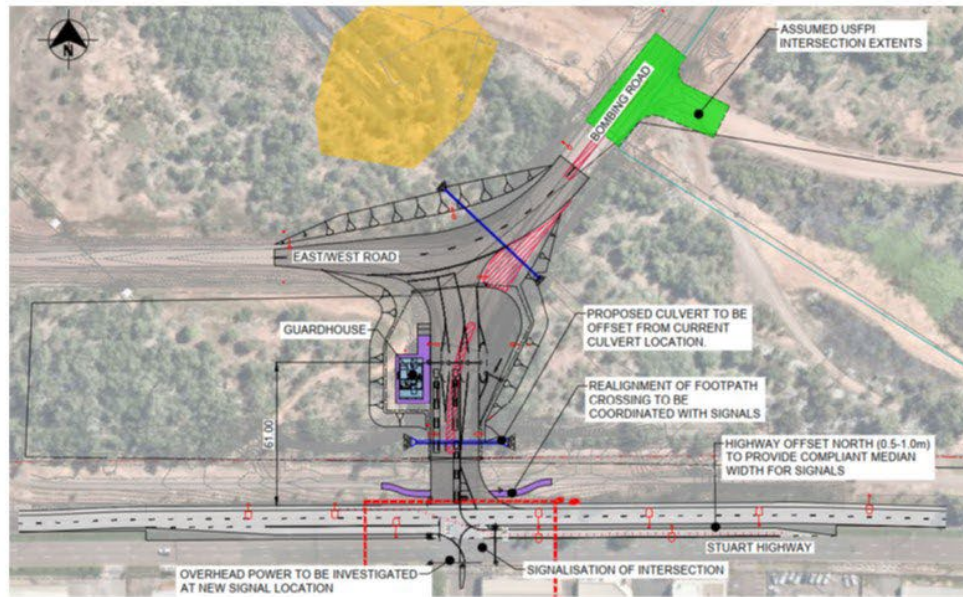 N
ASSUMED USFPI
INTERSECTION EXTENTS
BOMBING ROAD
EAST/WEST ROAD
GUARDHOUSE
PROPOSED CULVERT TO BE
OFFSET FROM CURRENT
CULVERT LOCATION.
REALIGNMENT OF FOOTPATH
CROSSING TO BE
COORDINATED WITH SIGNALS
61.00
HIGHWAY OFFSET NORTH (0.5-1.0m)
TO PROVIDE COMPLIANT MEDIAN
WIDTH FOR SIGNALS
STUART HIGHWAY
OVERHEAD POWER TO BE INVESTIGATED
AT NEW SIGNAL LOCATION
SIGNALISATION OF INTERSECTION